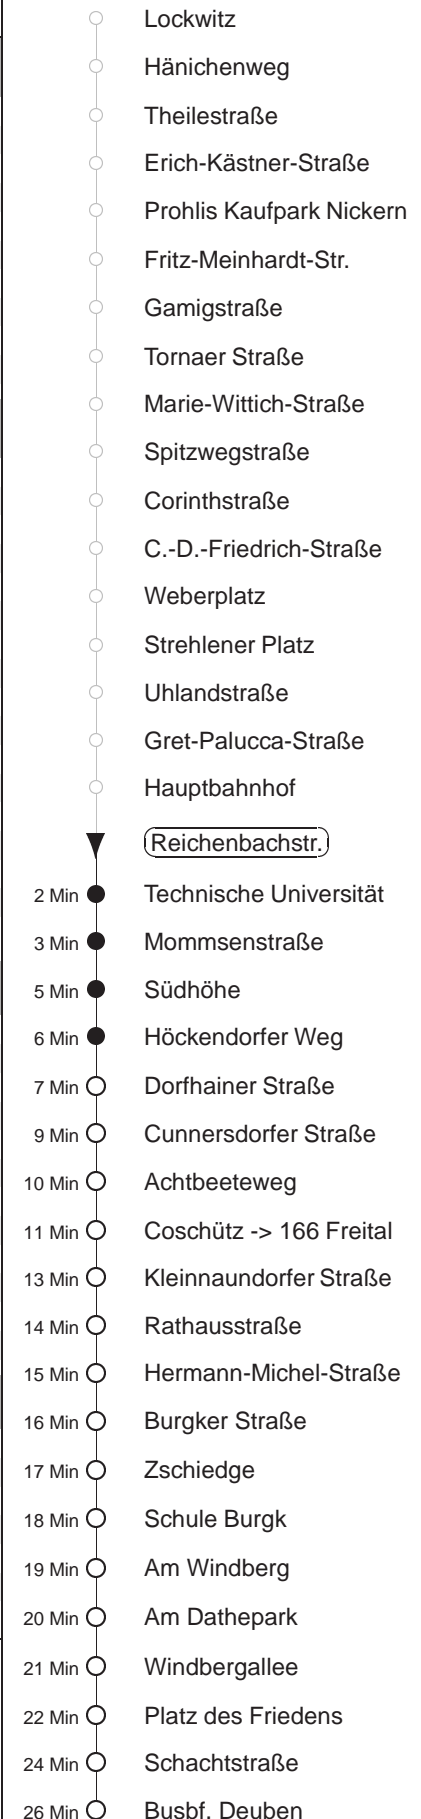 Lockwitz
Hänichenweg
Theilestraße
Erich-Kästner-Straße
Prohlis Kaufpark Nickern
Fritz-Meinhardt-Str.
Gamigstraße
Tornaer Straße
Marie-Wittich-Straße
Spitzwegstraße
Corinthstraße
C.-D.-Friedrich-Straße
Weberplatz
Strehlener Platz
Uhlandstraße
Gret-Palucca-Straße
Hauptbahnhof
Reichenbachstr.
2 Min Technische Universität
3 Min Mommsenstraße
5 Min Südhöhe
6 Min Höckendorfer Weg
7 Min Dorfhainer Straße
9 Min Cunnersdorfer Straße
10 Min Achtbeeteweg
11 Min Coschütz -> 166 Freital
13 Min Kleinnaundorfer Straße
14 Min Rathausstraße
15 Min Hermann-Michel-Straße
16 Min Burgker Straße
17 Min Zschiedge
18 Min Schule Burgk
19 Min Am Windberg
20 Min Am Dathepark
21 Min Windbergallee
22 Min Platz des Friedens
24 Min Schachtstraße
26 Min Busbf. Deuben